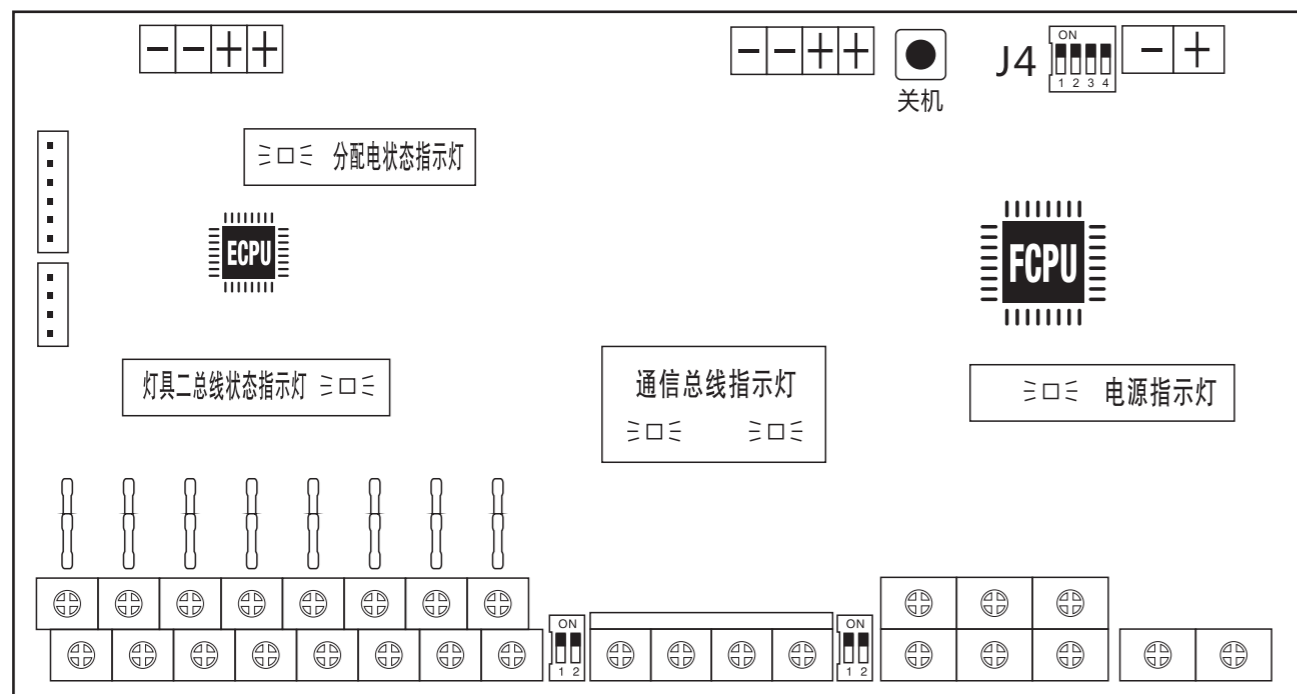 − − + +
− − + +
关机
J4
ON
1 2 3 4
− +
分配电状态指示灯
ECPU
FCPU
灯具二总线状态指示灯
通信总线指示灯
电源指示灯
ON
1 2
ON
1 2